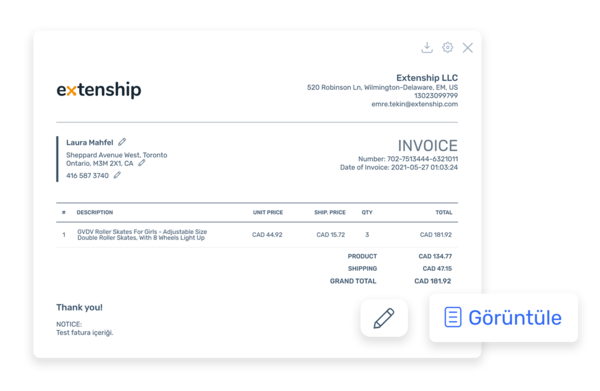 extenship
Extenship LLC
520 Robinson Ln, Wilmington-Delaware, EM. US
13023099799
emre.tekin@extenship.com
Laura Mahfel
Sheppard Avenue West, Toronto
Ontario, M3M 2X1, CA
416 587 3740
INVOICE
Number: 702-7513444-6321011
Date of Invoice: 2021-05-27 01:03:24
# DESCRIPTION UNIT PRICE SHIP. PRICE QTY TOTAL
1 GVDV Roller Skates For Girls - Adjustable Size CAD 44.92 CAD 15.72 3 CAD 181.92
Double Roller Skates, With 8 Wheels Light Up
PRODUCT CAD 134.77
SHIPPING CAD 47.15
GRAND TOTAL CAD 181.92
Thank you!
NOTICE:
Test fatura içeriği.
Görüntüle